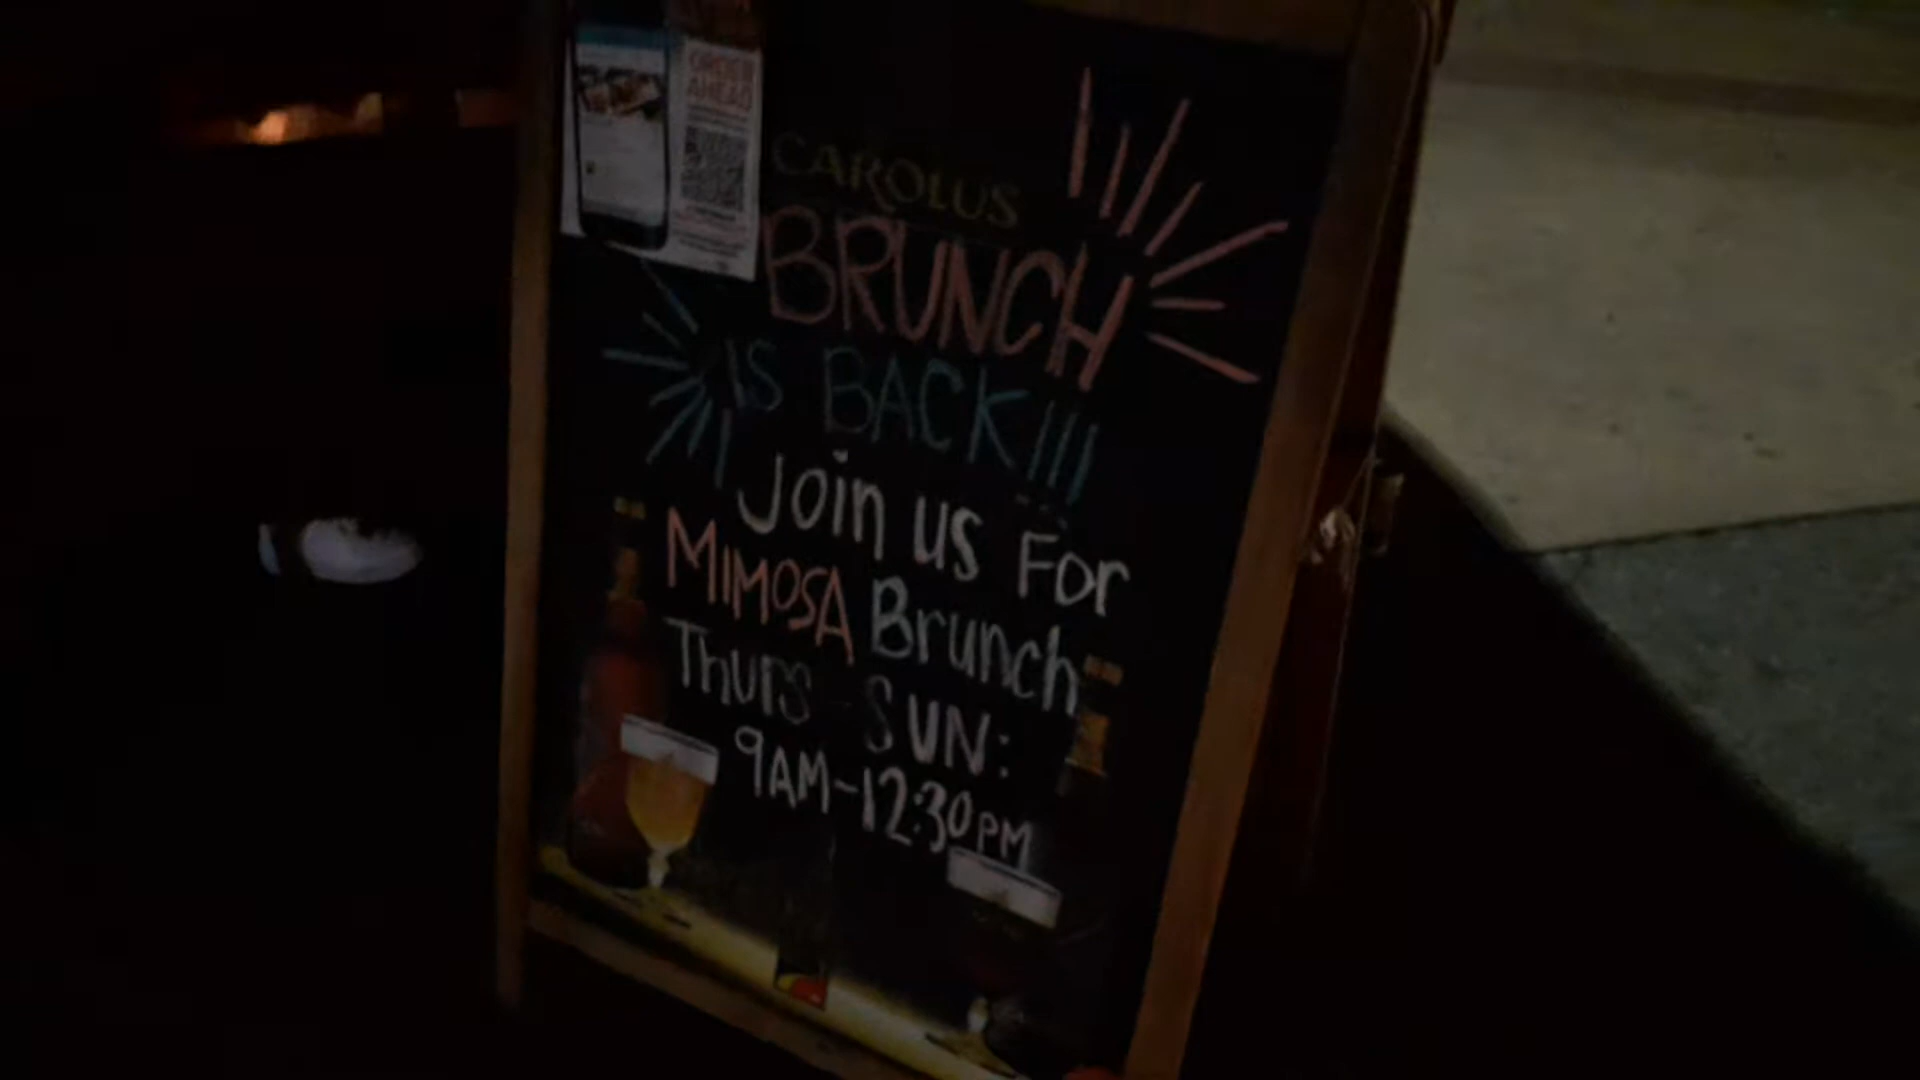 ORDER
AHEAD
CAROLUS
BRUNCH
IS BACK!!!
Join us For
MIMOSA Brunch
Thurs - SUN:
9AM-12:30PM